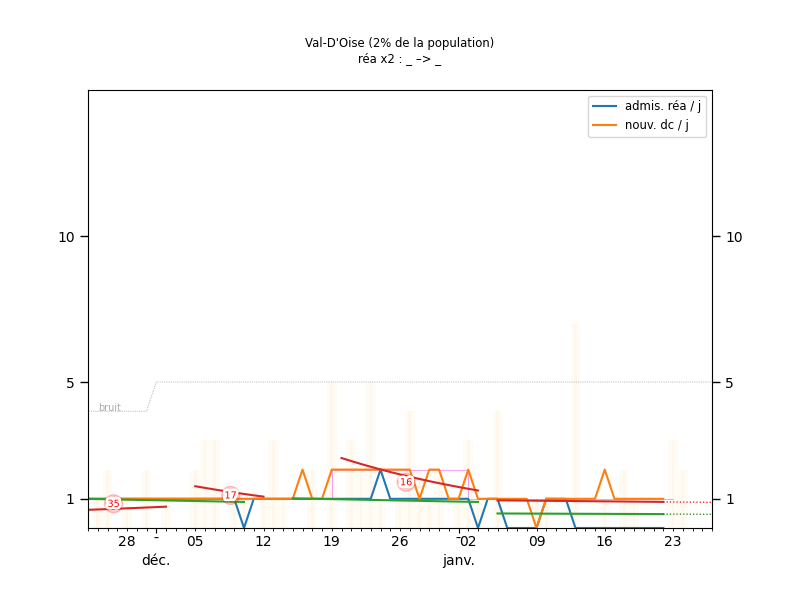 Val-D'Oise (2% de la population)
réa x2 : _ –> _
admis. réa / j
nouv. dc / j
10 10
5 5
bruit
35 17 16
1 1
28 - 05 12 19 26 -02 09 16 23
déc. janv.